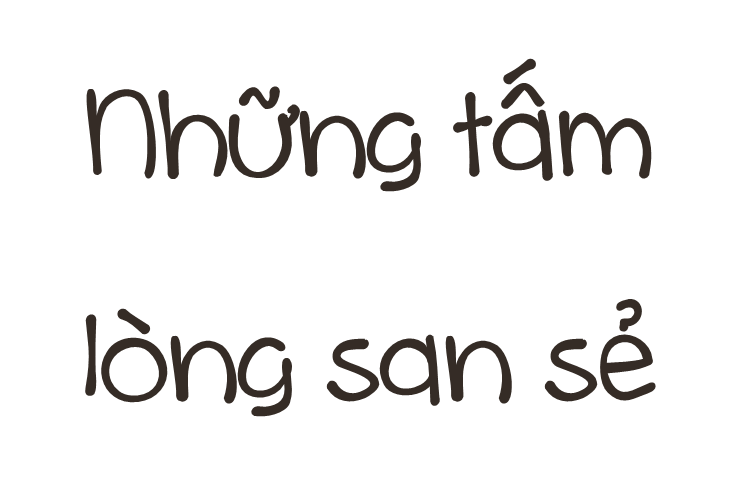 Những tấm
lòng san sẻ